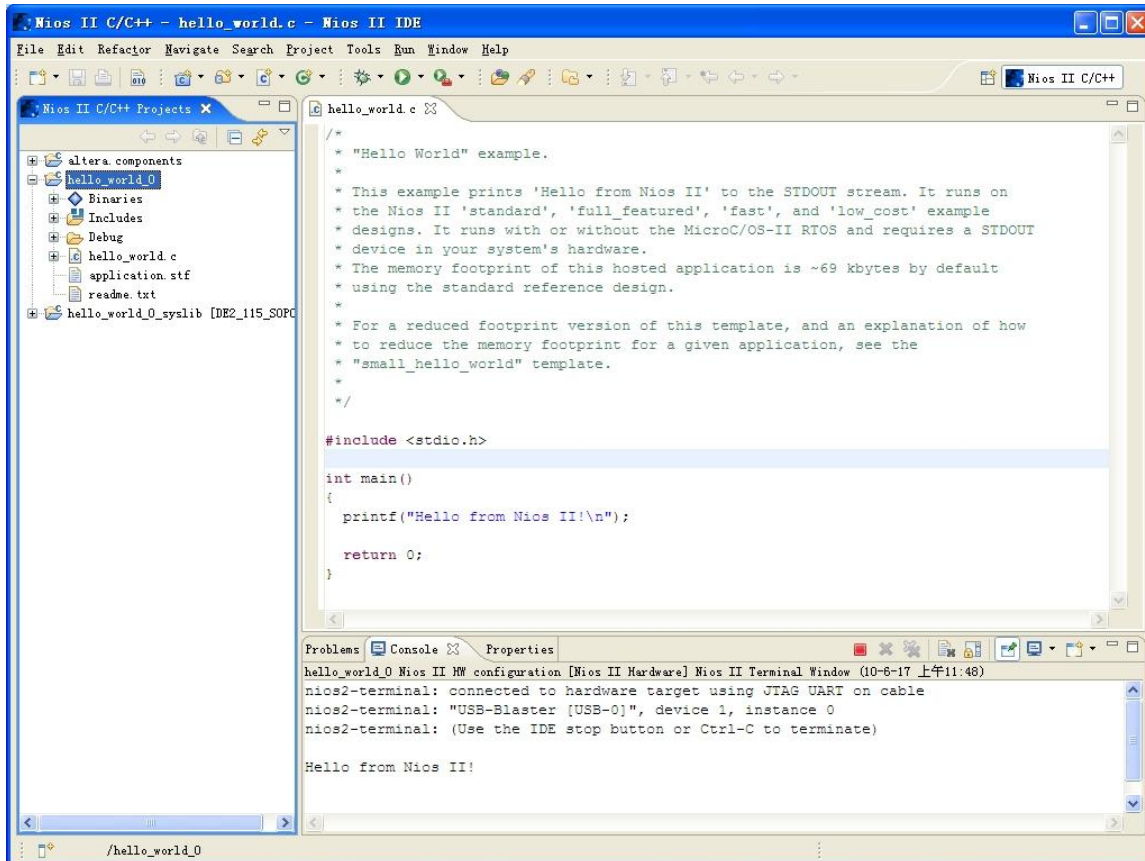 Nios II C/C++ - hello_world.c - Nios II IDE
File Edit Refactor Navigate Search Project Tools Run Window Help
Nios II C/C++
Nios II C/C++ Projects
altera.components
hello_world_0
Binaries
Includes
Debug
hello_world.c
application.stf
readme.txt
hello_world_0_syslib [DE2_115_SOPC
hello_world.c
/*
 * "Hello World" example.
 *
 * This example prints 'Hello from Nios II' to the STDOUT stream. It runs on
 * the Nios II 'standard', 'full_featured', 'fast', and 'low_cost' example
 * designs. It runs with or without the MicroC/OS-II RTOS and requires a STDOUT
 * device in your system's hardware.
 * The memory footprint of this hosted application is ~69 kbytes by default
 * using the standard reference design.
 *
 * For a reduced footprint version of this template, and an explanation of how
 * to reduce the memory footprint for a given application, see the
 * "small_hello_world" template.
 *
 */
#include <stdio.h>
int main()
{
  printf("Hello from Nios II!\n");
  return 0;
}
Problems Console Properties
hello_world_0 Nios II HW configuration [Nios II Hardware] Nios II Terminal Window (10-6-17 上午11:48)
nios2-terminal: connected to hardware target using JTAG UART on cable
nios2-terminal: "USB-Blaster [USB-0]", device 1, instance 0
nios2-terminal: (Use the IDE stop button or Ctrl-C to terminate)
Hello from Nios II!
/hello_world_0